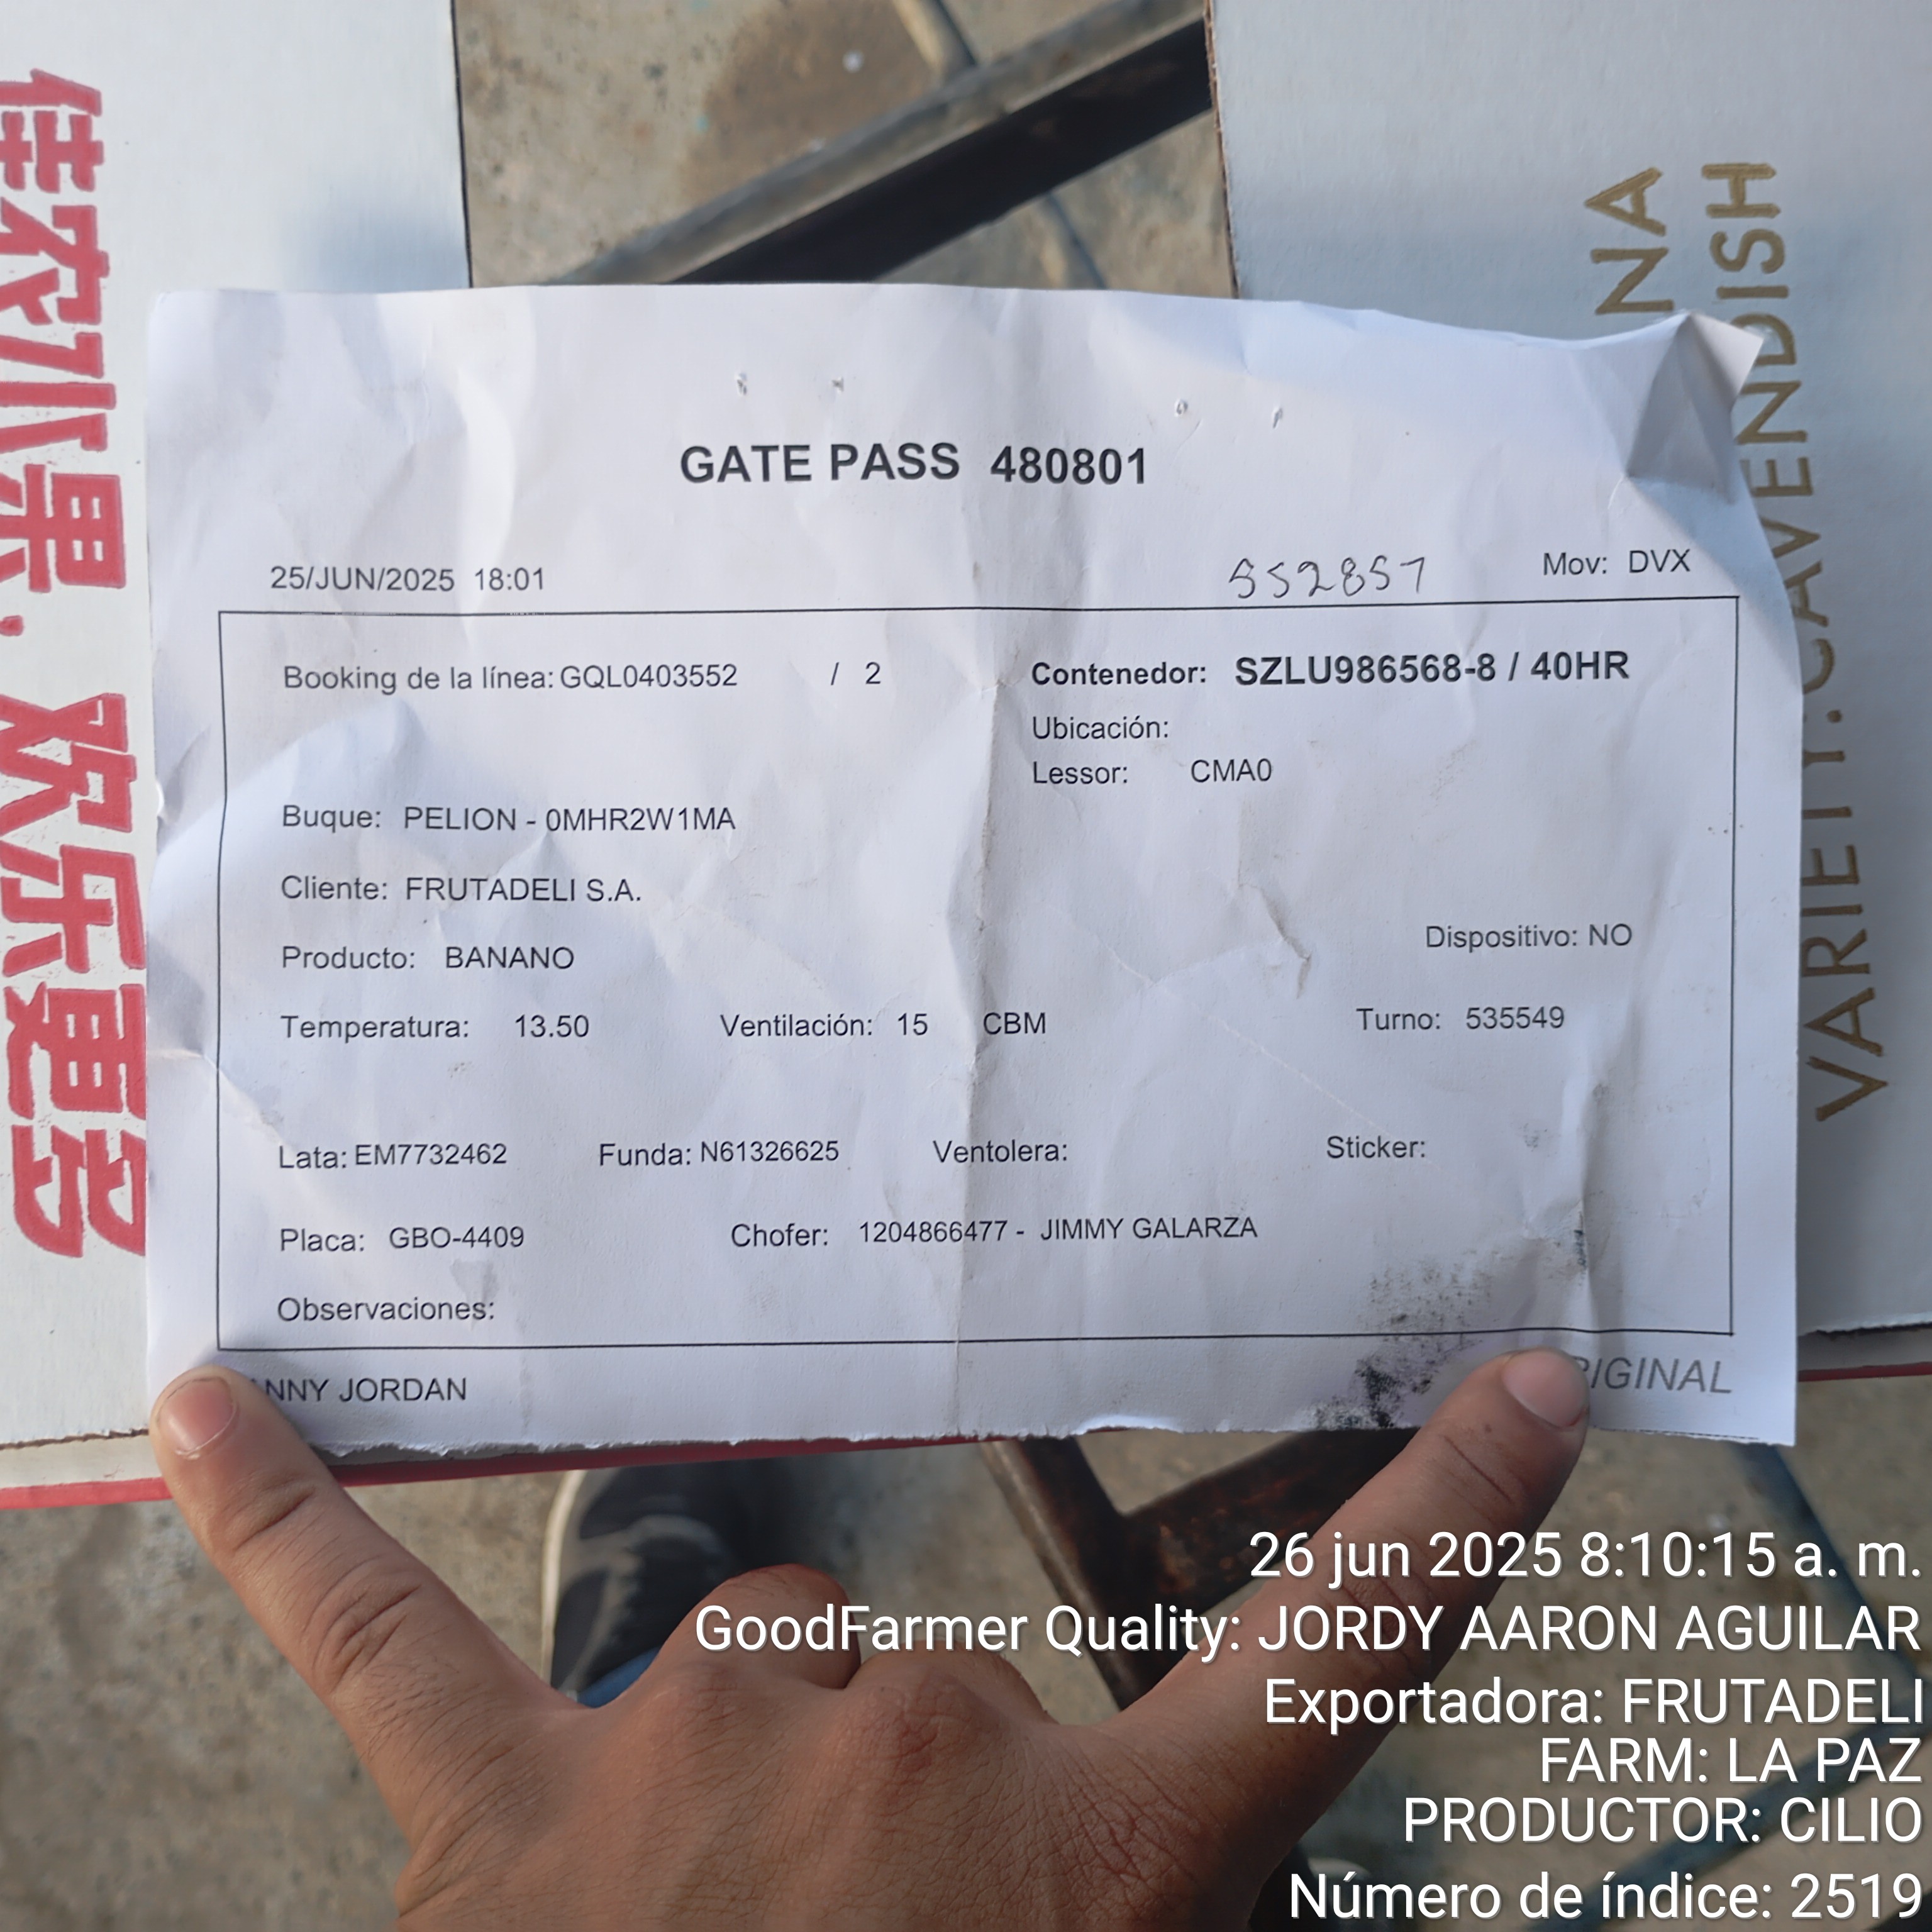 佳农水果·欢乐更多
NA
VARIETY: CAVENDISH
GATE PASS 480801
25/JUN/2025 18:01
552857
Mov: DVX
Booking de la línea: GQL0403552 / 2
Contenedor: SZLU986568-8 / 40HR
Ubicación:
Lessor: CMA0
Buque: PELION - 0MHR2W1MA
Cliente: FRUTADELI S.A.
Dispositivo: NO
Producto: BANANO
Temperatura: 13.50 Ventilación: 15 CBM Turno: 535549
Lata: EM7732462 Funda: N61326625 Ventolera: Sticker:
Placa: GBO-4409 Chofer: 1204866477 - JIMMY GALARZA
Observaciones:
NNY JORDAN
RIGINAL
26 jun 2025 8:10:15 a. m.
GoodFarmer Quality: JORDY AARON AGUILAR
Exportadora: FRUTADELI
FARM: LA PAZ
PRODUCTOR: CILIO
Número de índice: 2519